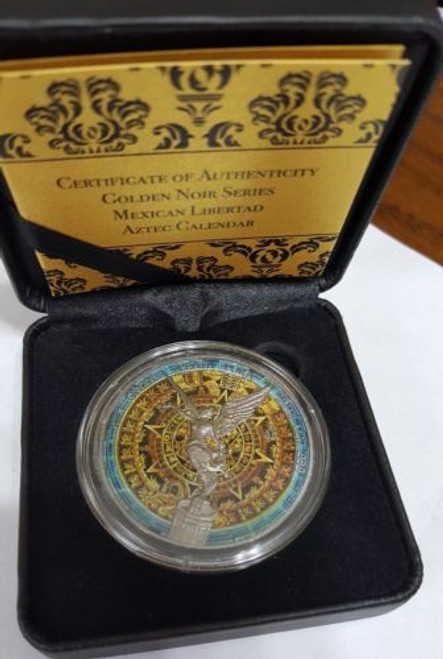 Certificate of Authenticity
Golden Noir Series
Mexican Libertad
Aztec Calendar